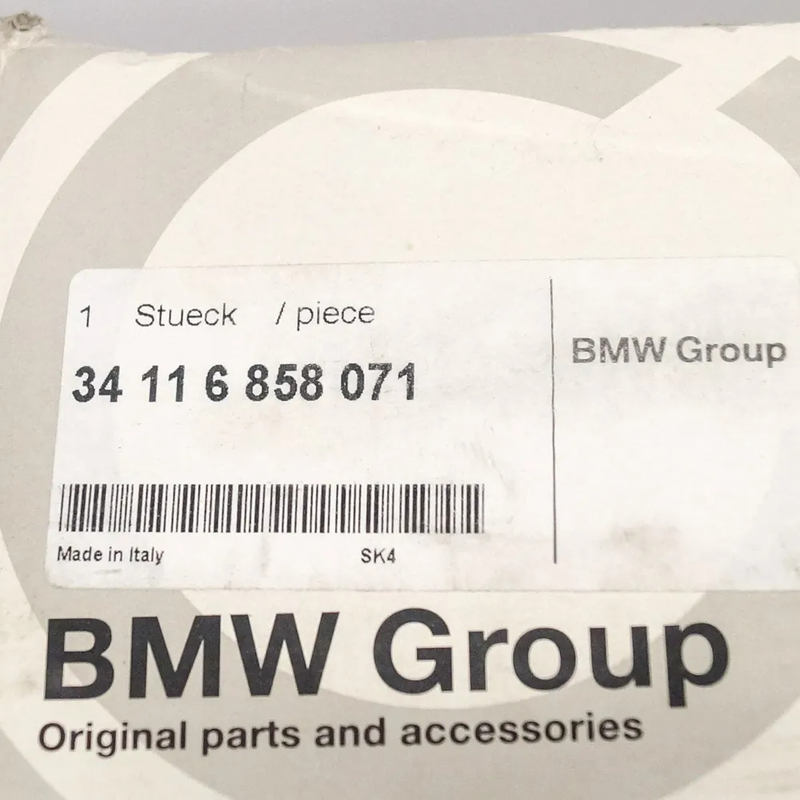 1 Stueck / piece
34 11 6 858 071
BMW Group
Made in Italy SK4
BMW Group
Original parts and accessories